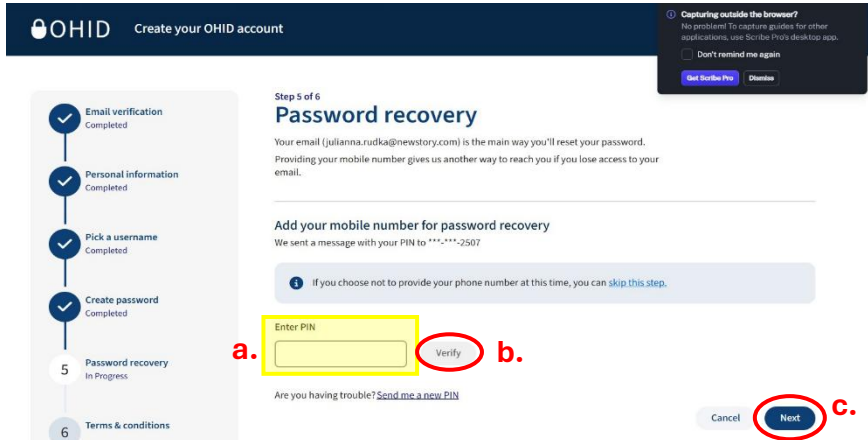 OHID
Create your OHID account
Capturing outside the browser?
No problem! To capture guides for other
applications, use Scribe Pro's desktop app.
Don't remind me again
Get Scribe Pro
Dismiss
Email verification
Completed
Personal information
Completed
Pick a username
Completed
Create password
Completed
5
Password recovery
In Progress
6
Terms & conditions
Step 5 of 6
Password recovery
Your email (julianna.rudka@newstory.com) is the main way you'll reset your password.
Providing your mobile number gives us another way to reach you if you lose access to your
email.
Add your mobile number for password recovery
We sent a message with your PIN to ***-***-2507
If you choose not to provide your phone number at this time, you can skip this step.
Enter PIN
a.
Verify
b.
Are you having trouble? Send me a new PIN
Cancel
Next
c.